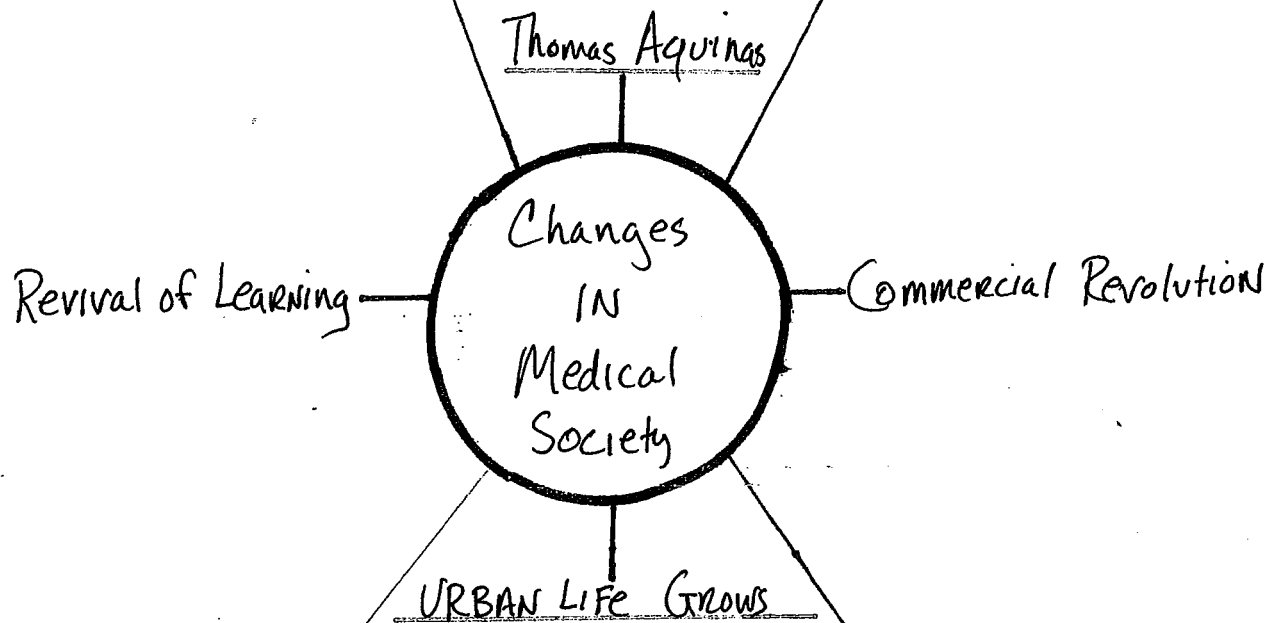 Thomas Aquinas
Changes
IN
Medical
Society
Revival of Learning
Commercial Revolution
URBAN LIFe GROWS